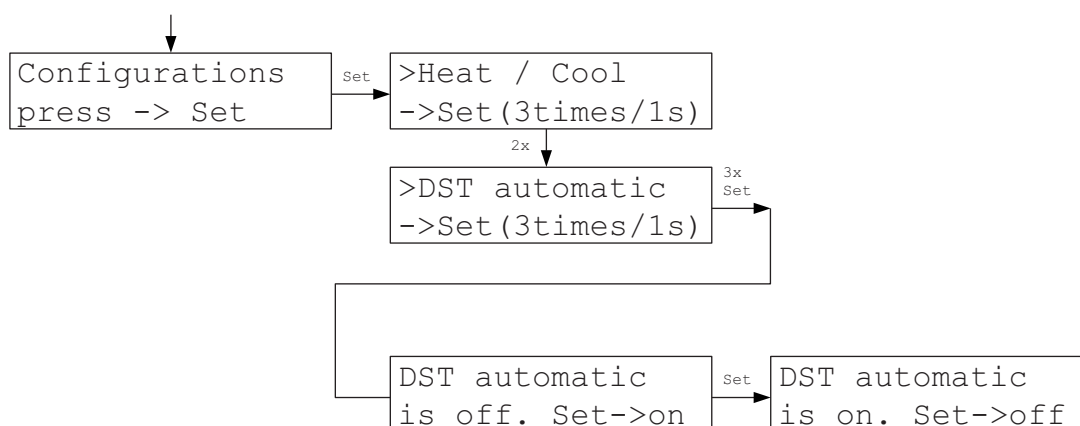 Configurations
press -> Set
Set
>Heat / Cool
->Set(3times/1s)
2x
>DST automatic
->Set(3times/1s)
3x
Set
DST automatic
is off. Set->on
Set
DST automatic
is on. Set->off